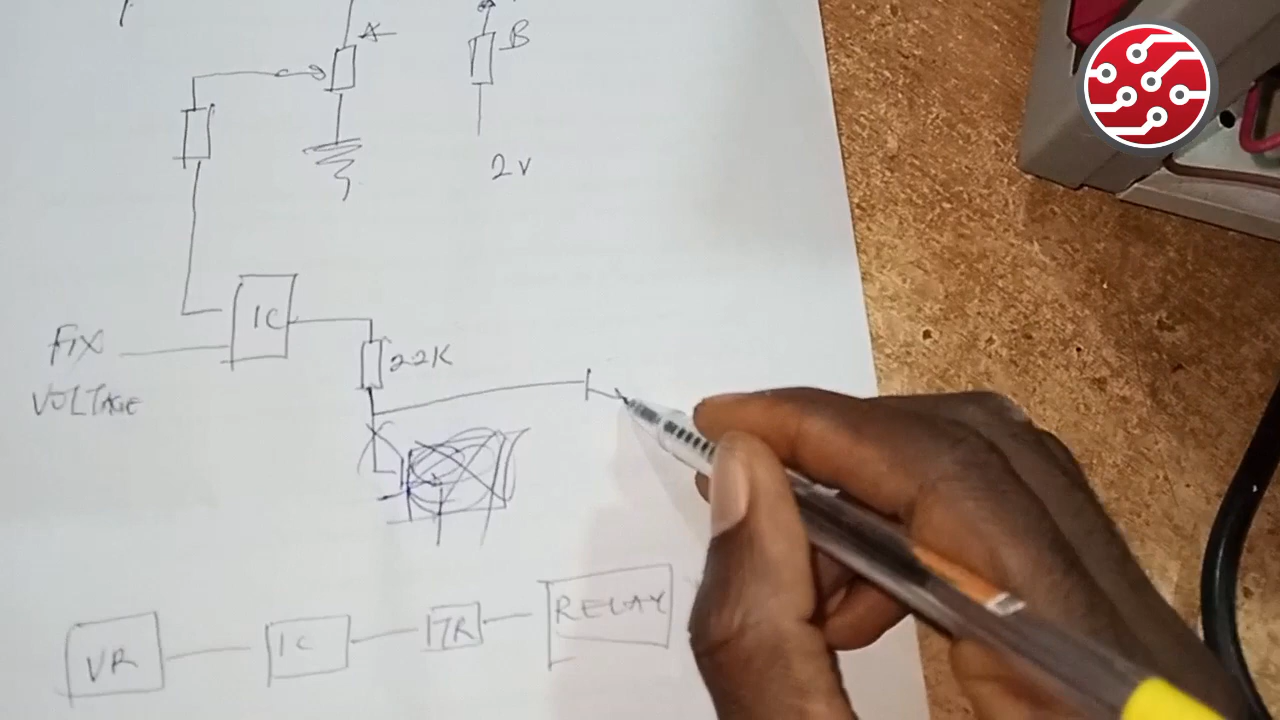 A
B
2V
IC
FIX
VOLTAGE
2.2K
VR
IC
TR
RELAY